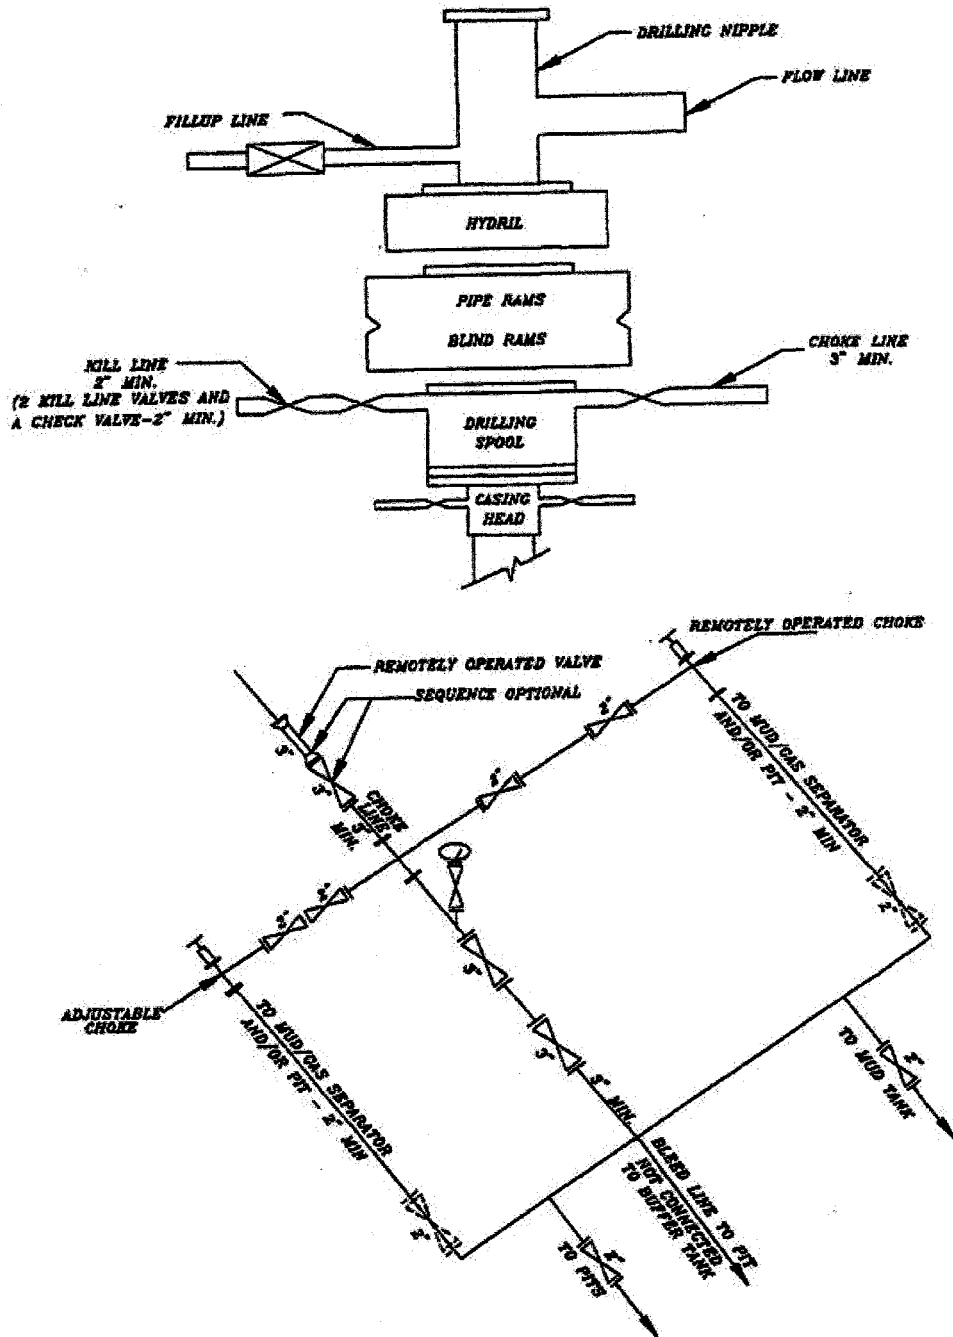 DRILLING NIPPLE
FLOW LINE
FILLUP LINE
HYDRIL
PIPE RAMS
BLIND RAMS
KILL LINE
2" MIN.
(2 KILL LINE VALVES AND
A CHECK VALVE-2" MIN.)
CHOKE LINE
3" MIN.
DRILLING
SPOOL
CASING
HEAD
REMOTELY OPERATED CHOKE
REMOTELY OPERATED VALVE
SEQUENCE OPTIONAL
3"
3"
CHOKE
LINE
3"
MIN.
2"
2"
TO MUD/GAS SEPARATOR
AND/OR PIT - 2" MIN
2"
2"
2"
ADJUSTABLE
CHOKE
TO MUD/GAS SEPARATOR
AND/OR PIT - 2" MIN
2"
3"
3"
3" MIN.
BLEED LINE TO PIT
NOT CONNECTED
TO BUFFER TANK
2"
TO MUD TANK
2"
TO PITS